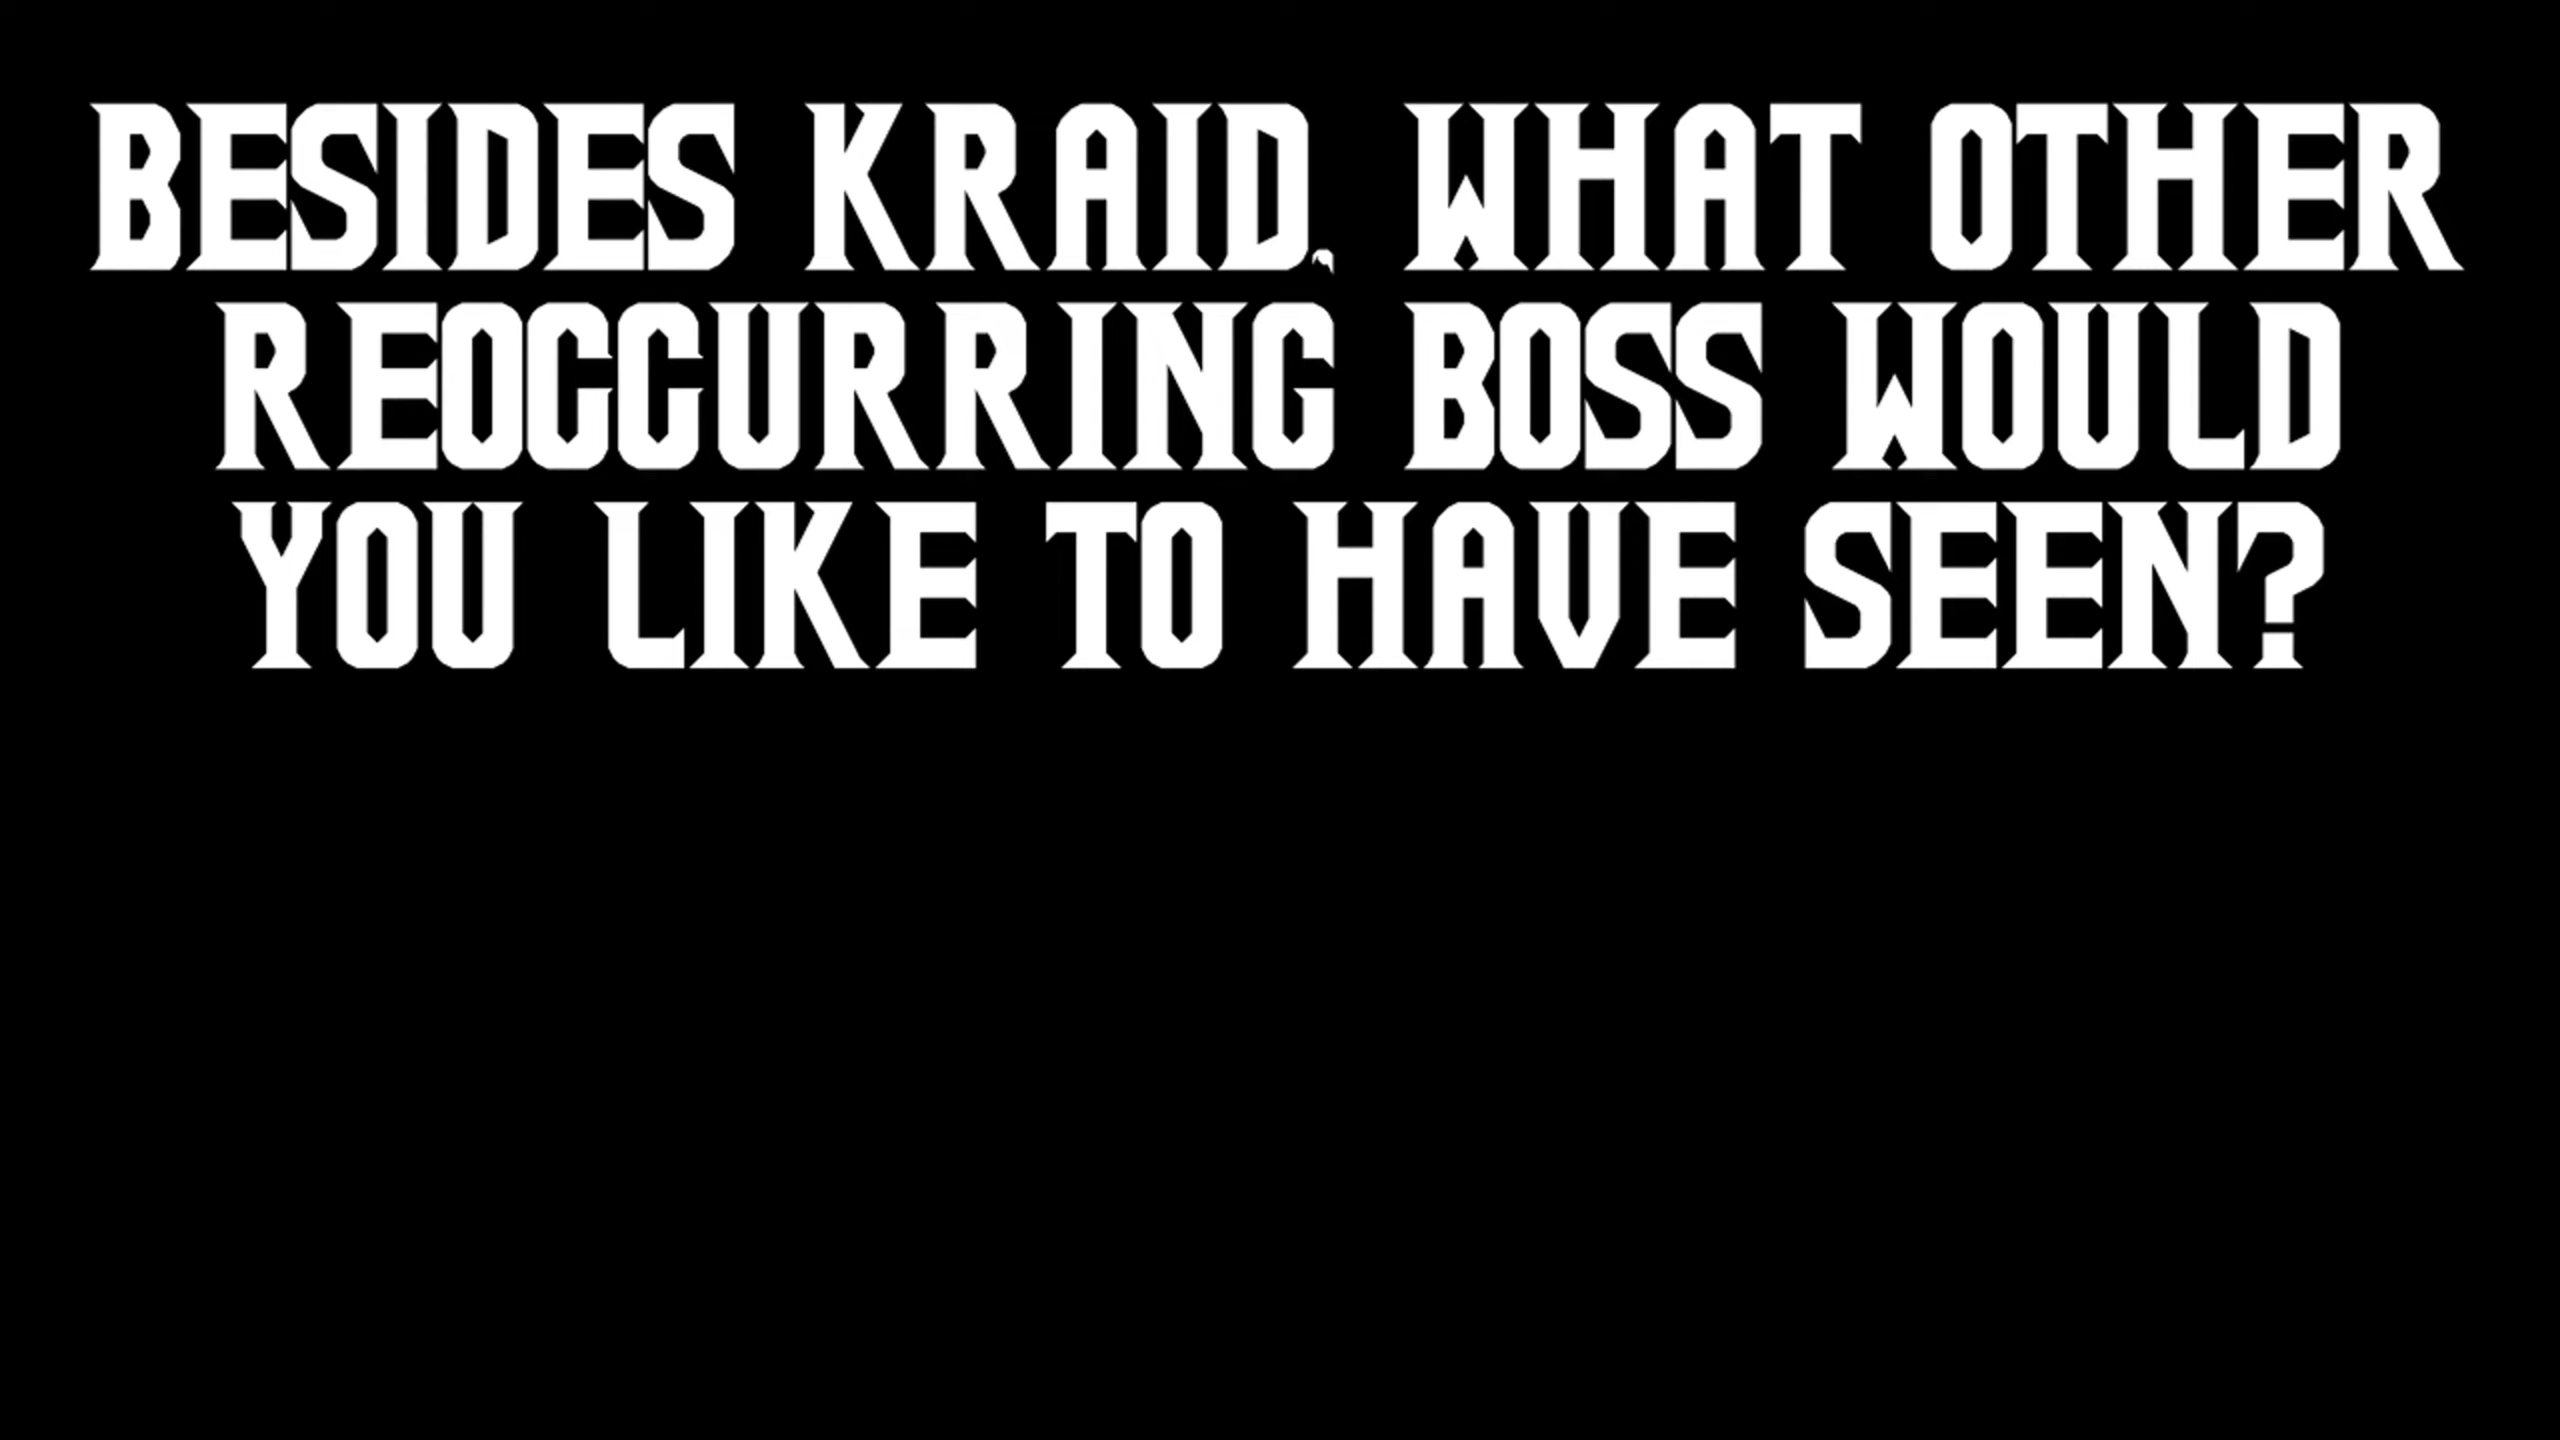 BESIDES KRAID, WHAT OTHER
REOCCURRING BOSS WOULD
YOU LIKE TO HAVE SEEN?